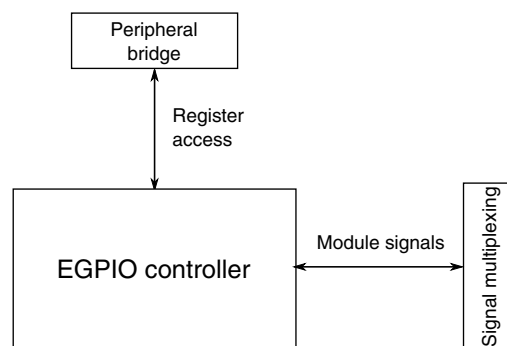 Peripheral
bridge
Register
access
EGPIO controller
Module signals
Signal multiplexing